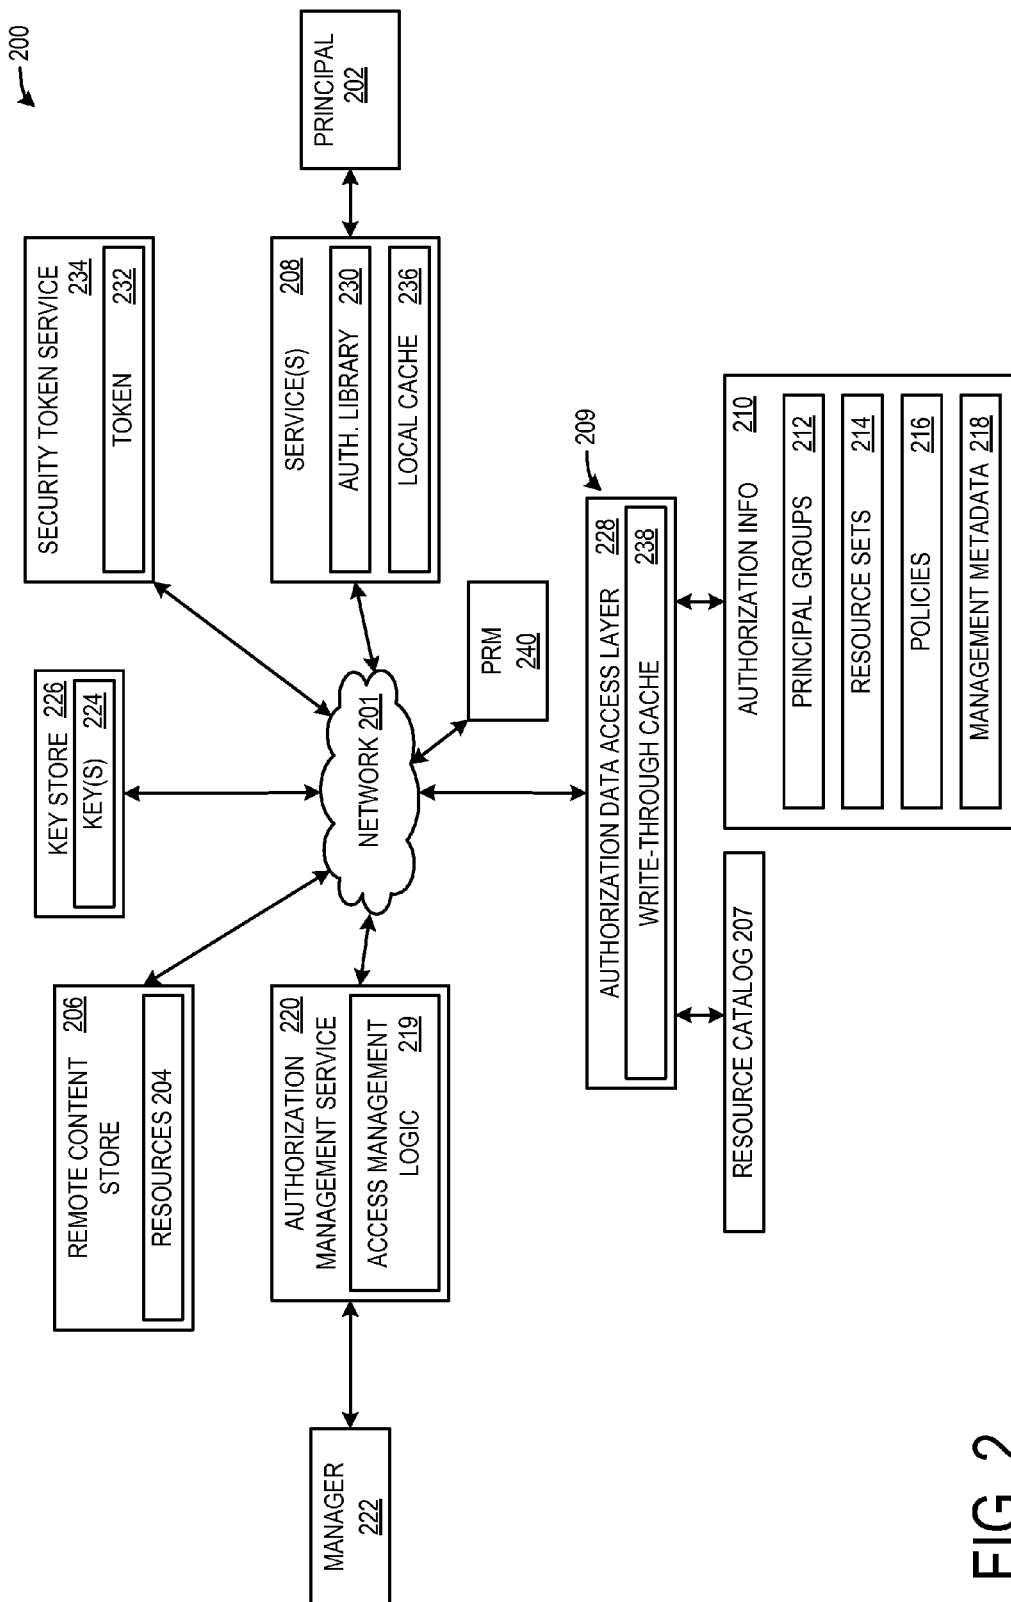 200
REMOTE CONTENT
STORE
206
RESOURCES 204
KEY STORE 226
KEY(S) 224
SECURITY TOKEN SERVICE
234
TOKEN
232
MANAGER
222
AUTHORIZATION
MANAGEMENT SERVICE
220
ACCESS MANAGEMENT
LOGIC
219
NETWORK 201
SERVICE(S)
208
AUTH. LIBRARY
230
LOCAL CACHE
236
PRINCIPAL
202
PRM
240
209
AUTHORIZATION DATA ACCESS LAYER
228
WRITE-THROUGH CACHE
238
RESOURCE CATALOG 207
AUTHORIZATION INFO
210
PRINCIPAL GROUPS
212
RESOURCE SETS
214
POLICIES
216
MANAGEMENT METADATA 218
FIG. 2